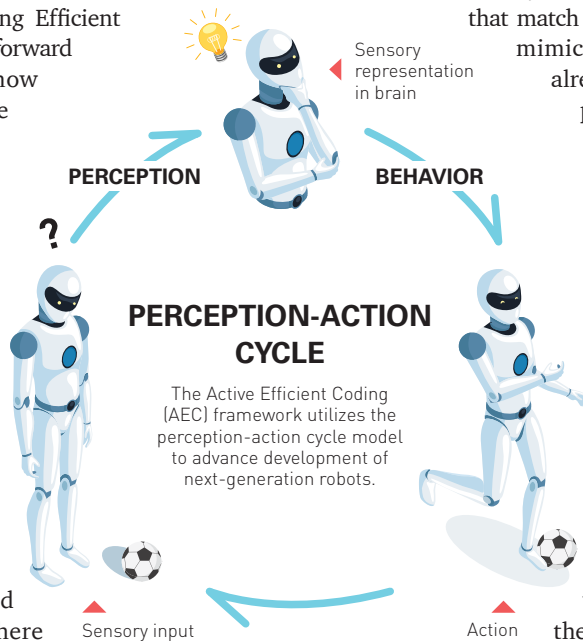 ng Efficient
forward
now
e
that match
mimic
alre
p
Sensory
representation
in brain
PERCEPTION
BEHAVIOR
?
PERCEPTION-ACTION
CYCLE
The Active Efficient Coding
(AEC) framework utilizes the
perception-action cycle model
to advance development of
next-generation robots.
d
here
Sensory input
Action
the